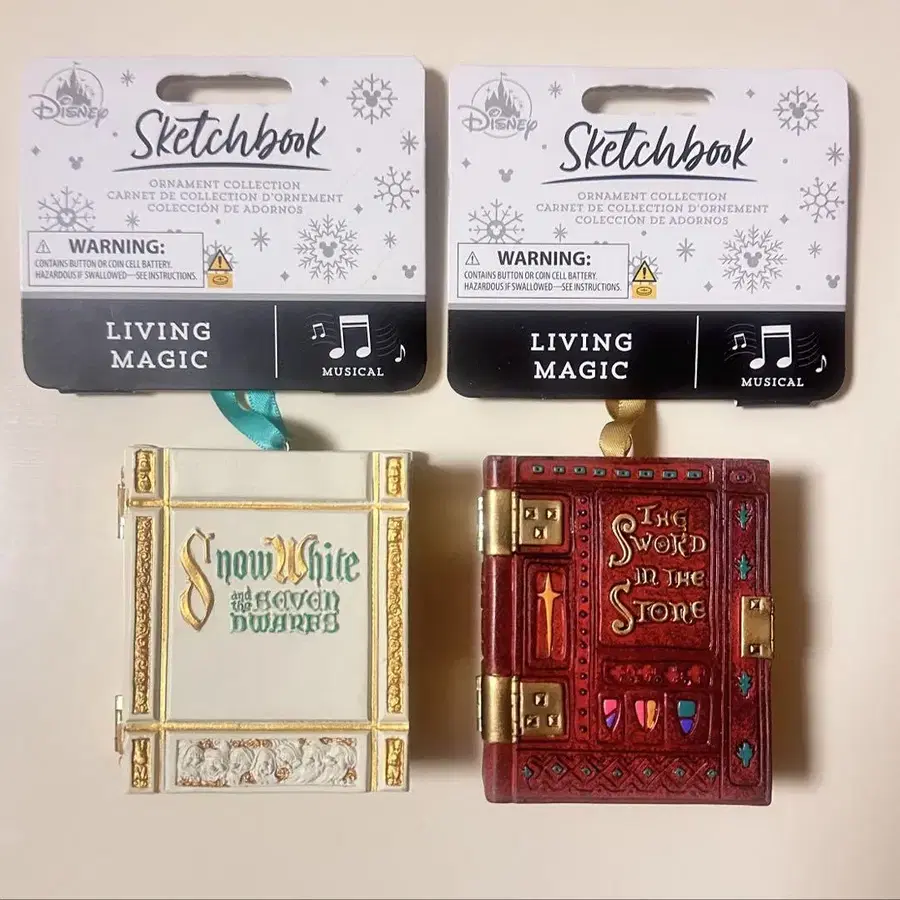 Disney
Sketchbook
ORNAMENT COLLECTION
CARNET DE COLLECTION D'ORNEMENT
COLECCIÓN DE ADORNOS
WARNING:
CONTAINS BUTTON OR COIN CELL BATTERY.
HAZARDOUS IF SWALLOWED—SEE INSTRUCTIONS.
LIVING
MAGIC
MUSICAL
Disney
Sketchbook
ORNAMENT COLLECTION
CARNET DE COLLECTION D'ORNEMENT
COLECCIÓN DE ADORNOS
WARNING:
CONTAINS BUTTON OR COIN CELL BATTERY.
HAZARDOUS IF SWALLOWED—SEE INSTRUCTIONS.
LIVING
MAGIC
MUSICAL
Snow White
and the SEVEN
DWARFS
THE
SWORD
IN THE
STONE